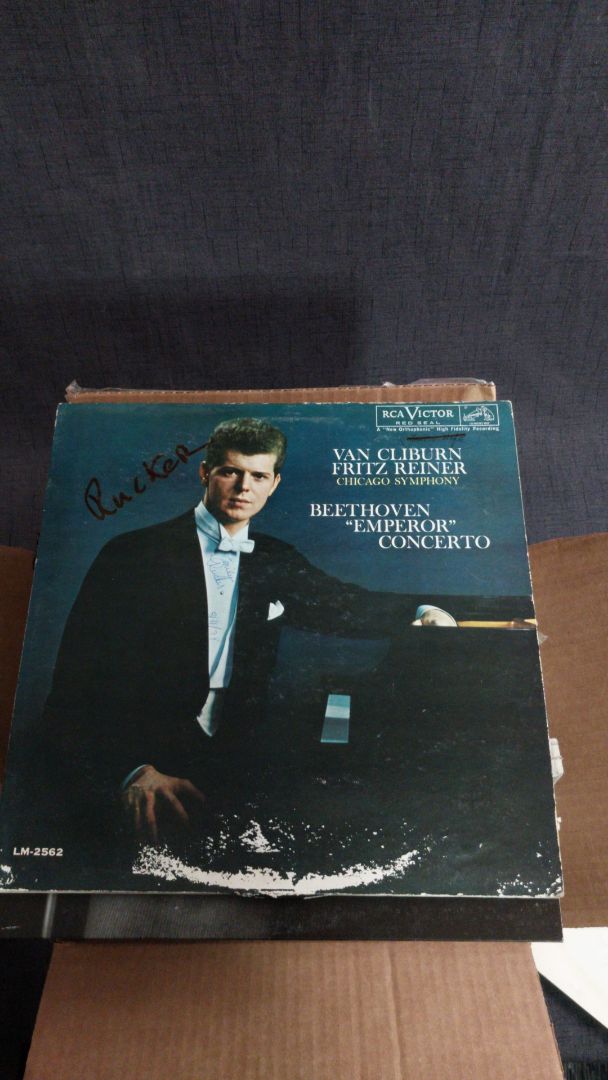 RCA VICTOR
RED SEAL
A "New Orthophonic" High Fidelity Recording
VAN CLIBURN
FRITZ REINER
CHICAGO SYMPHONY
BEETHOVEN
"EMPEROR"
CONCERTO
Rucker
LM-2562